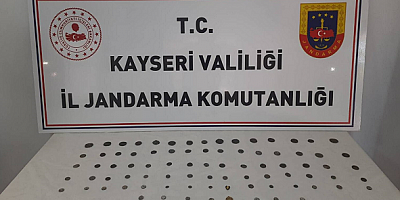 T.C.
KAYSERİ VALİLİĞİ
İL JANDARMA KOMUTANLIĞI